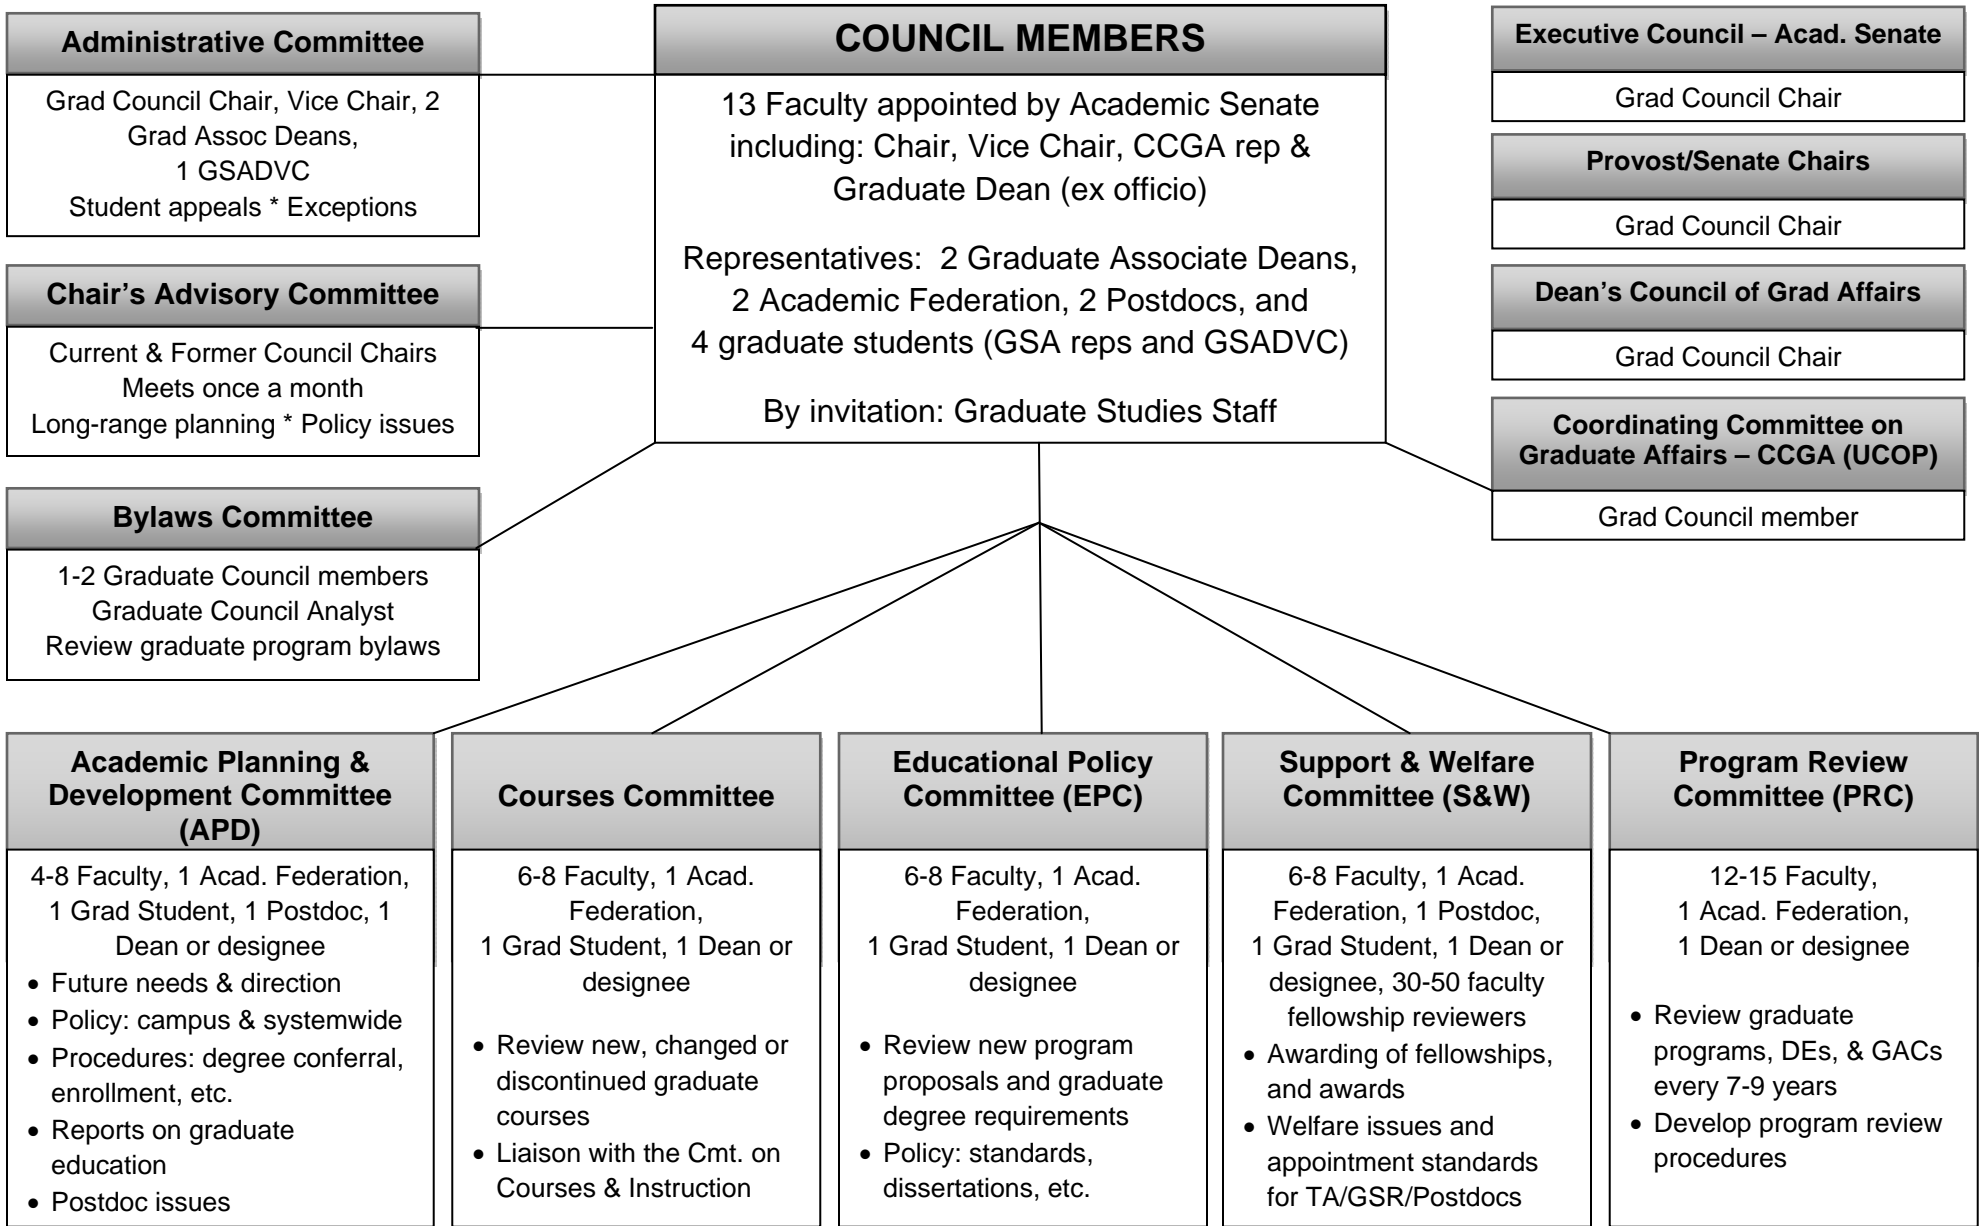 Administrative Committee
Grad Council Chair, Vice Chair, 2
Grad Assoc Deans,
1 GSADVC
Student appeals * Exceptions
Chair’s Advisory Committee
Current & Former Council Chairs
Meets once a month
Long-range planning * Policy issues
Bylaws Committee
1-2 Graduate Council members
Graduate Council Analyst
Review graduate program bylaws
COUNCIL MEMBERS
13 Faculty appointed by Academic Senate
including: Chair, Vice Chair, CCGA rep &
Graduate Dean (ex officio)
Representatives: 2 Graduate Associate Deans,
2 Academic Federation, 2 Postdocs, and
4 graduate students (GSA reps and GSADVC)
By invitation: Graduate Studies Staff
Executive Council – Acad. Senate
Grad Council Chair
Provost/Senate Chairs
Grad Council Chair
Dean’s Council of Grad Affairs
Grad Council Chair
Coordinating Committee on
Graduate Affairs – CCGA (UCOP)
Grad Council member
Academic Planning &
Development Committee
(APD)
4-8 Faculty, 1 Acad. Federation,
1 Grad Student, 1 Postdoc, 1
Dean or designee
• Future needs & direction
• Policy: campus & systemwide
• Procedures: degree conferral,
enrollment, etc.
• Reports on graduate
education
• Postdoc issues
Courses Committee
6-8 Faculty, 1 Acad.
Federation,
1 Grad Student, 1 Dean or
designee
• Review new, changed or
discontinued graduate
courses
• Liaison with the Cmt. on
Courses & Instruction
Educational Policy
Committee (EPC)
6-8 Faculty, 1 Acad.
Federation,
1 Grad Student, 1 Dean or
designee
• Review new program
proposals and graduate
degree requirements
• Policy: standards,
dissertations, etc.
Support & Welfare
Committee (S&W)
6-8 Faculty, 1 Acad.
Federation, 1 Postdoc,
1 Grad Student, 1 Dean or
designee, 30-50 faculty
fellowship reviewers
• Awarding of fellowships,
and awards
• Welfare issues and
appointment standards
for TA/GSR/Postdocs
Program Review
Committee (PRC)
12-15 Faculty,
1 Acad. Federation,
1 Dean or designee
• Review graduate
programs, DEs, & GACs
every 7-9 years
• Develop program review
procedures